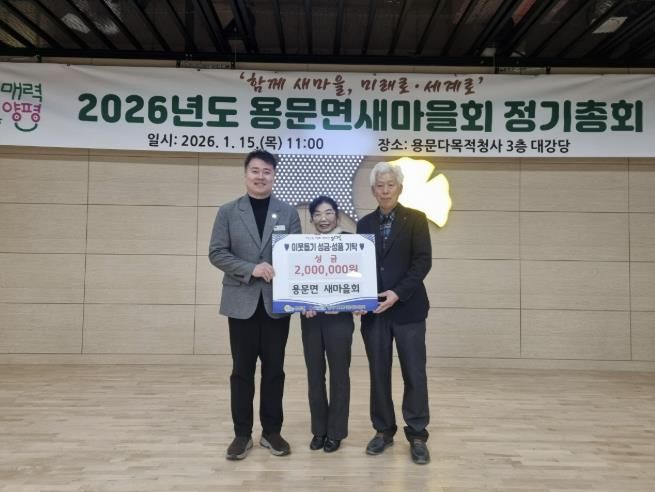 '함께 새마을, 미래로·세계로'
매력
양평
2026년도 용문면새마을회 정기총회
일시: 2026. 1. 15.(목) 11:00
장소: 용문다목적청사 3층 대강당
♥ 이웃돕기 성금·성품 기탁 ♥
성 금
2,000,000원
용문면 새마을회